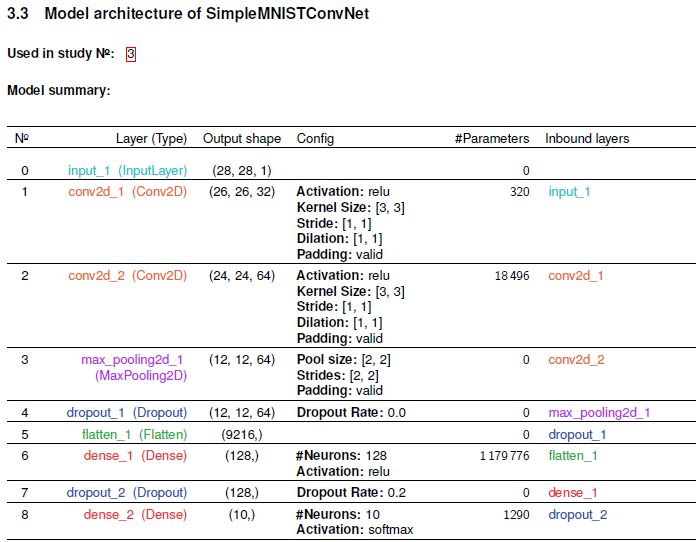 3.3 Model architecture of SimpleMNISTConvNet
Used in study №: 3
Model summary:
№ Layer (Type) Output shape Config #Parameters Inbound layers
0 input_1 (InputLayer) (28, 28, 1) 0
1 conv2d_1 (Conv2D) (26, 26, 32) Activation: relu 320 input_1
Kernel Size: [3, 3]
Stride: [1, 1]
Dilation: [1, 1]
Padding: valid
2 conv2d_2 (Conv2D) (24, 24, 64) Activation: relu 18 496 conv2d_1
Kernel Size: [3, 3]
Stride: [1, 1]
Dilation: [1, 1]
Padding: valid
3 max_pooling2d_1 (12, 12, 64) Pool size: [2, 2] 0 conv2d_2
(MaxPooling2D) Strides: [2, 2]
Padding: valid
4 dropout_1 (Dropout) (12, 12, 64) Dropout Rate: 0.0 0 max_pooling2d_1
5 flatten_1 (Flatten) (9216,) 0 dropout_1
6 dense_1 (Dense) (128,) #Neurons: 128 1 179 776 flatten_1
Activation: relu
7 dropout_2 (Dropout) (128,) Dropout Rate: 0.2 0 dense_1
8 dense_2 (Dense) (10,) #Neurons: 10 1290 dropout_2
Activation: softmax